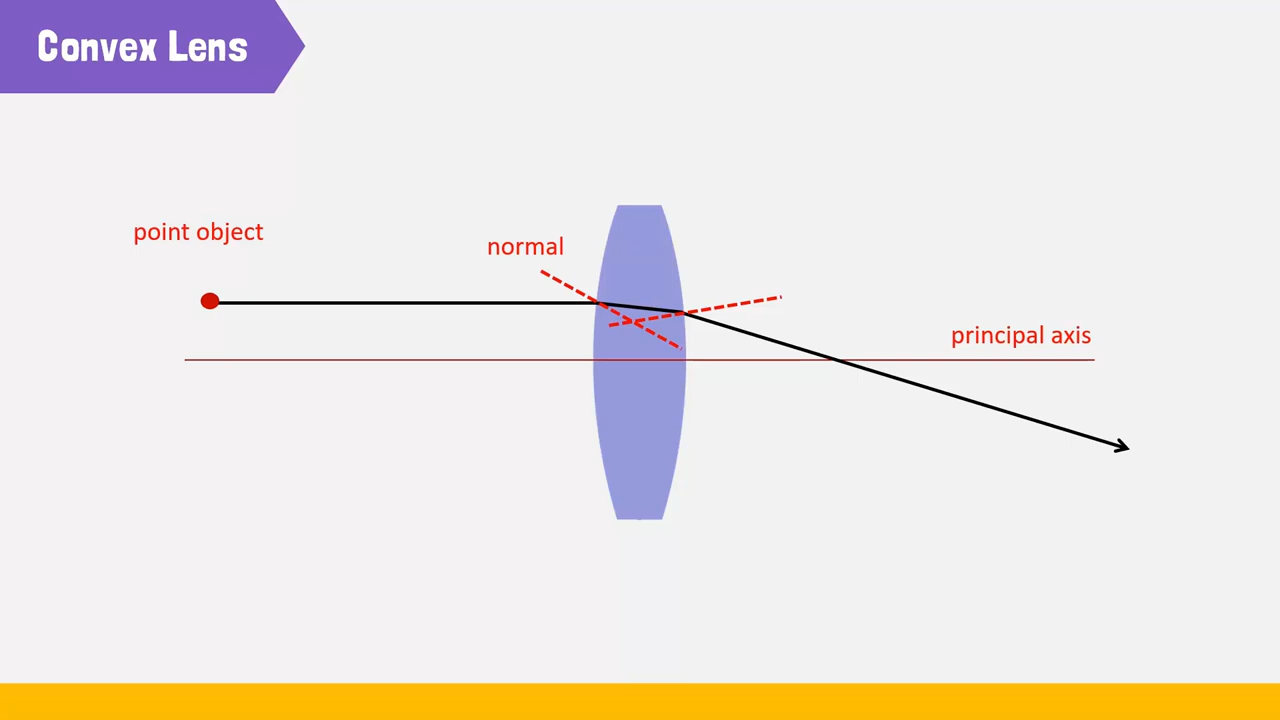 Convex Lens
point object
normal
principal axis